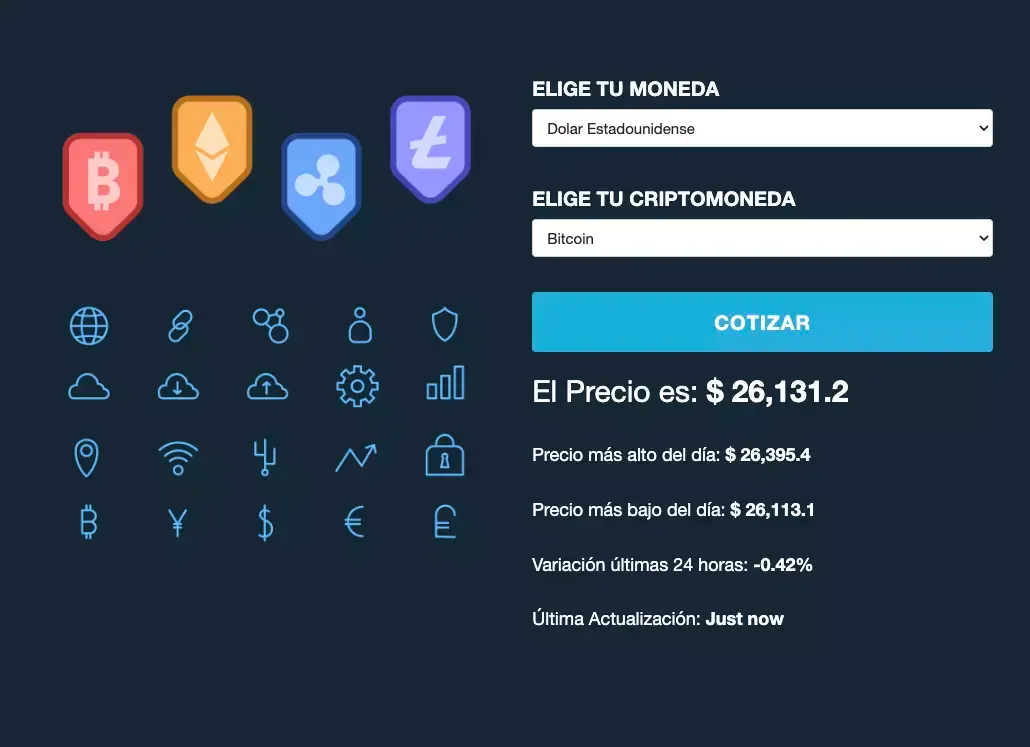 ELIGE TU MONEDA
Dolar Estadounidense
ELIGE TU CRIPTOMONEDA
Bitcoin
COTIZAR
El Precio es: $ 26,131.2
Precio más alto del día: $ 26,395.4
Precio más bajo del día: $ 26,113.1
Variación últimas 24 horas: -0.42%
Última Actualización: Just now